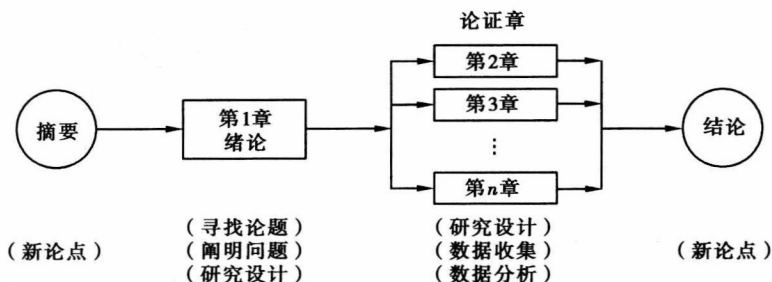 论证章
第2章
第3章
⋮
第n章
摘要
第1章
绪论
结论
(新论点)
(寻找论题)
(阐明问题)
(研究设计)
(研究设计)
(数据收集)
(数据分析)
(新论点)